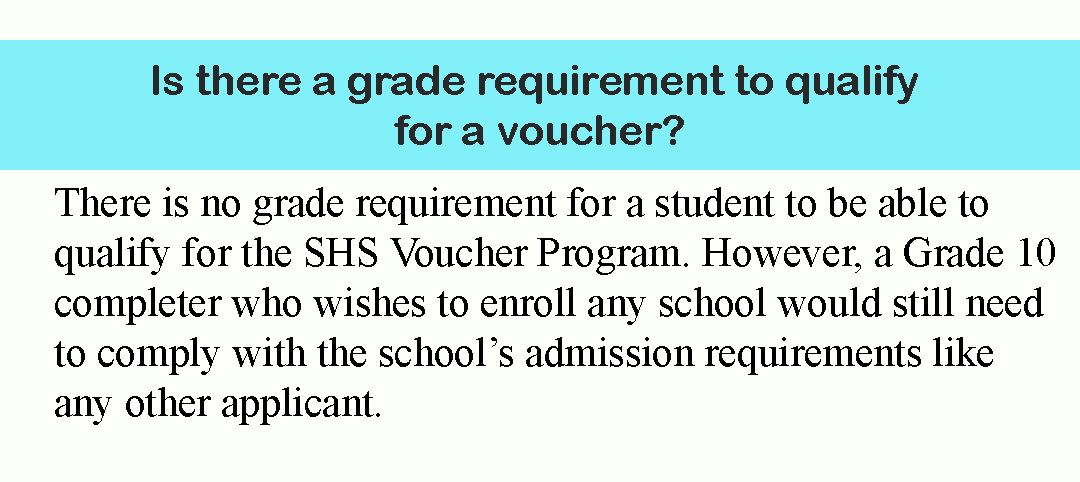 Is there a grade requirement to qualify
for a voucher?
There is no grade requirement for a student to be able to
qualify for the SHS Voucher Program. However, a Grade 10
completer who wishes to enroll any school would still need
to comply with the school’s admission requirements like
any other applicant.